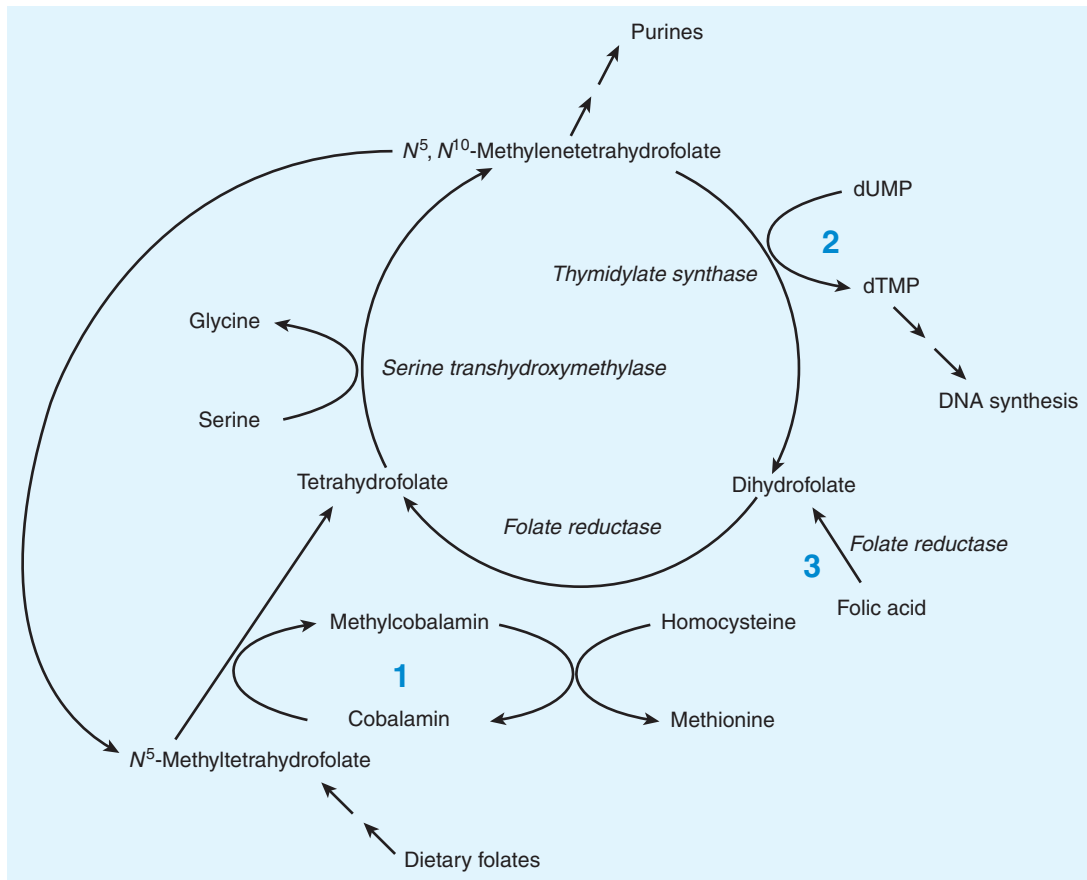 Purines
N⁵, N¹⁰-Methylenetetrahydrofolate
dUMP
2
Thymidylate synthase
dTMP
Glycine
Serine transhydroxymethylase
DNA synthesis
Serine
Tetrahydrofolate
Dihydrofolate
Folate reductase
Folate reductase
3
Folic acid
Methylcobalamin
Homocysteine
1
Cobalamin
Methionine
N⁵-Methyltetrahydrofolate
Dietary folates